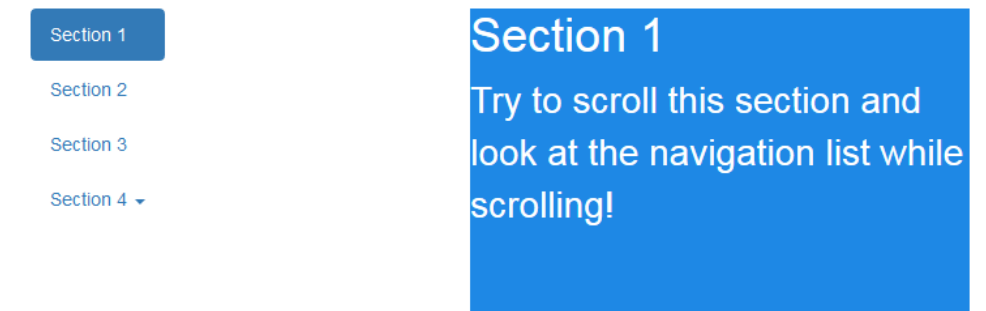 Section 1
Section 2
Section 3
Section 4
Section 1
Try to scroll this section and
look at the navigation list while
scrolling!